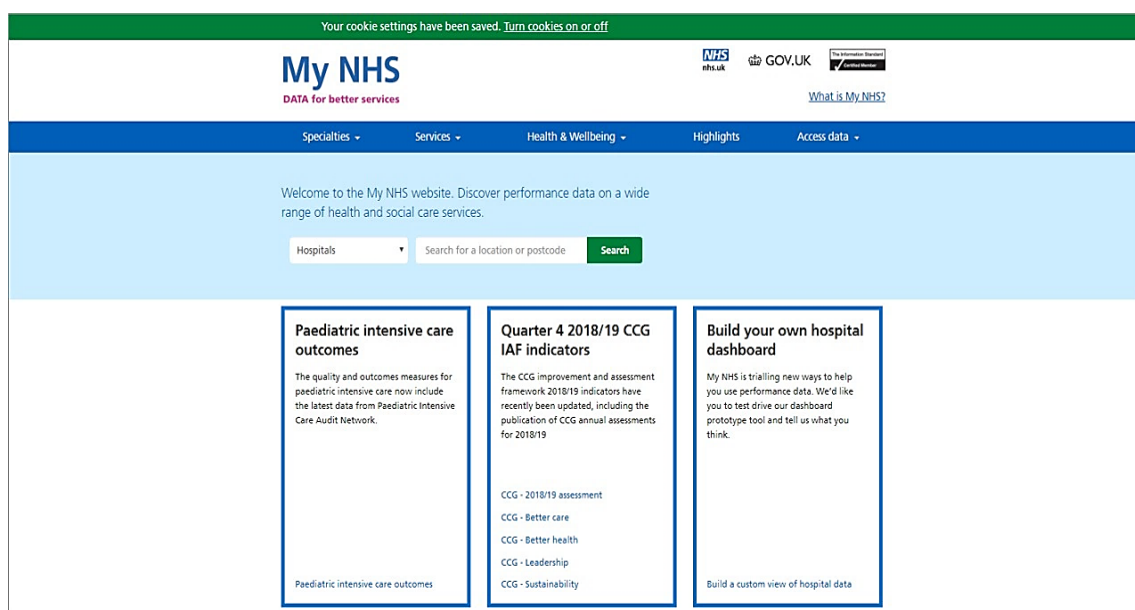 Your cookie settings have been saved. Turn cookies on or off
My NHS
DATA for better services
NHS
nhs.uk
GOV.UK
The Information Standard
Certified Member
What is My NHS?
Specialties
Services
Health & Wellbeing
Highlights
Access data
Welcome to the My NHS website. Discover performance data on a wide
range of health and social care services.
Hospitals
Search for a location or postcode
Search
Paediatric intensive care
outcomes
The quality and outcomes measures for
paediatric intensive care now include
the latest data from Paediatric Intensive
Care Audit Network.
Paediatric intensive care outcomes
Quarter 4 2018/19 CCG
IAF indicators
The CCG improvement and assessment
framework 2018/19 indicators have
recently been updated, including the
publication of CCG annual assessments
for 2018/19
CCG - 2018/19 assessment
CCG - Better care
CCG - Better health
CCG - Leadership
CCG - Sustainability
Build your own hospital
dashboard
My NHS is trialling new ways to help
you use performance data. We'd like
you to test drive our dashboard
prototype tool and tell us what you
think.
Build a custom view of hospital data